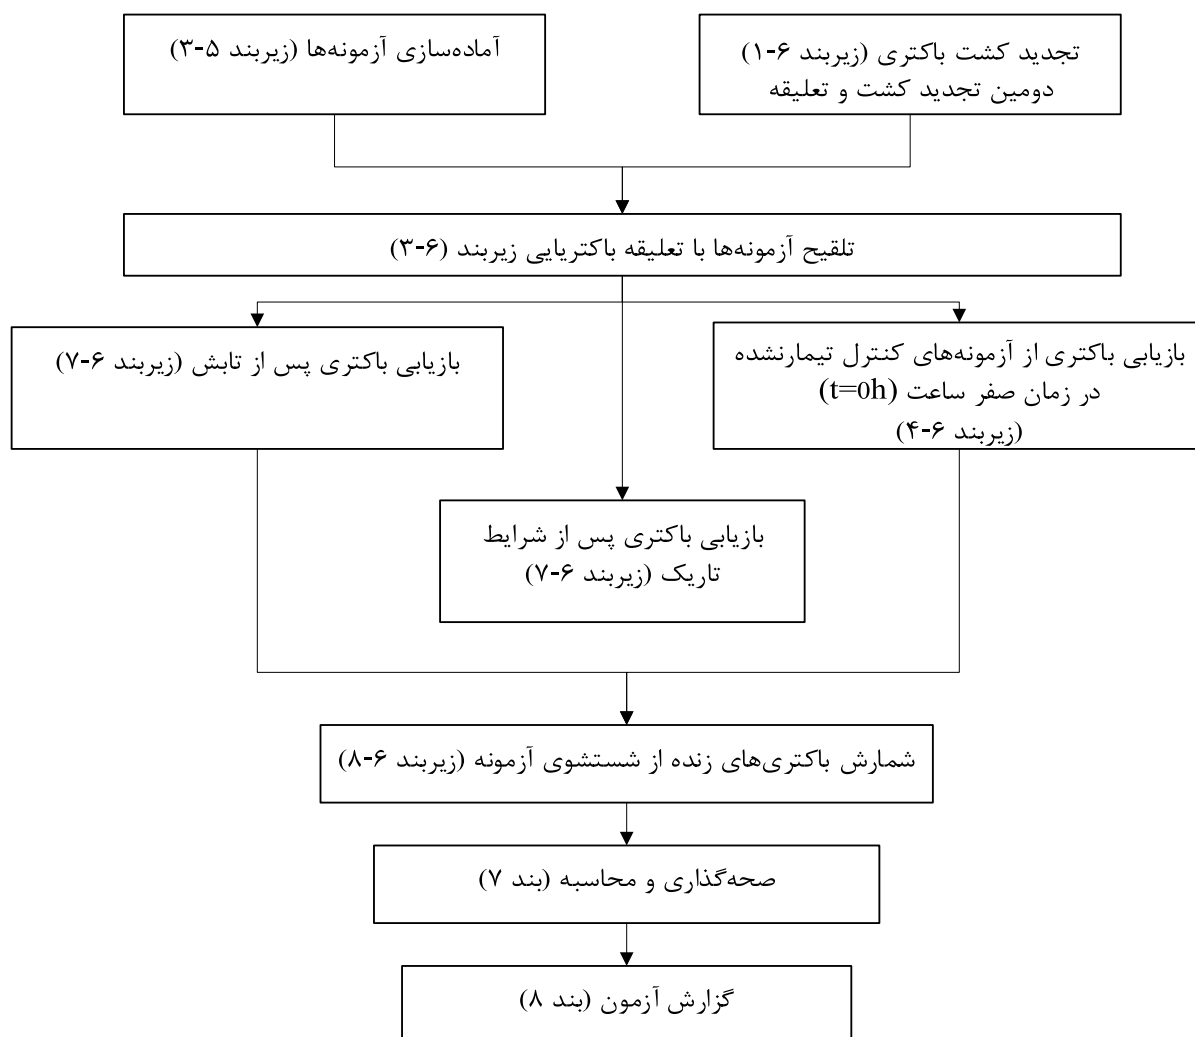 تجدید کشت باکتری (زیربند ۶-۱)
دومین تجدید کشت و تعلیقه
آماده‌سازی آزمونه‌ها (زیربند ۵-۳)
تلقیح آزمونه‌ها با تعلیقه باکتریایی زیربند (۶-۳)
بازیابی باکتری از آزمونه‌های کنترل تیمارنشده
در زمان صفر ساعت (t=0h)
(زیربند ۶-۴)
بازیابی باکتری پس از تابش (زیربند ۶-۷)
بازیابی باکتری پس از شرایط
تاریک (زیربند ۶-۷)
شمارش باکتری‌های زنده از شستشوی آزمونه (زیربند ۶-۸)
صحه‌گذاری و محاسبه (بند ۷)
گزارش آزمون (بند ۸)